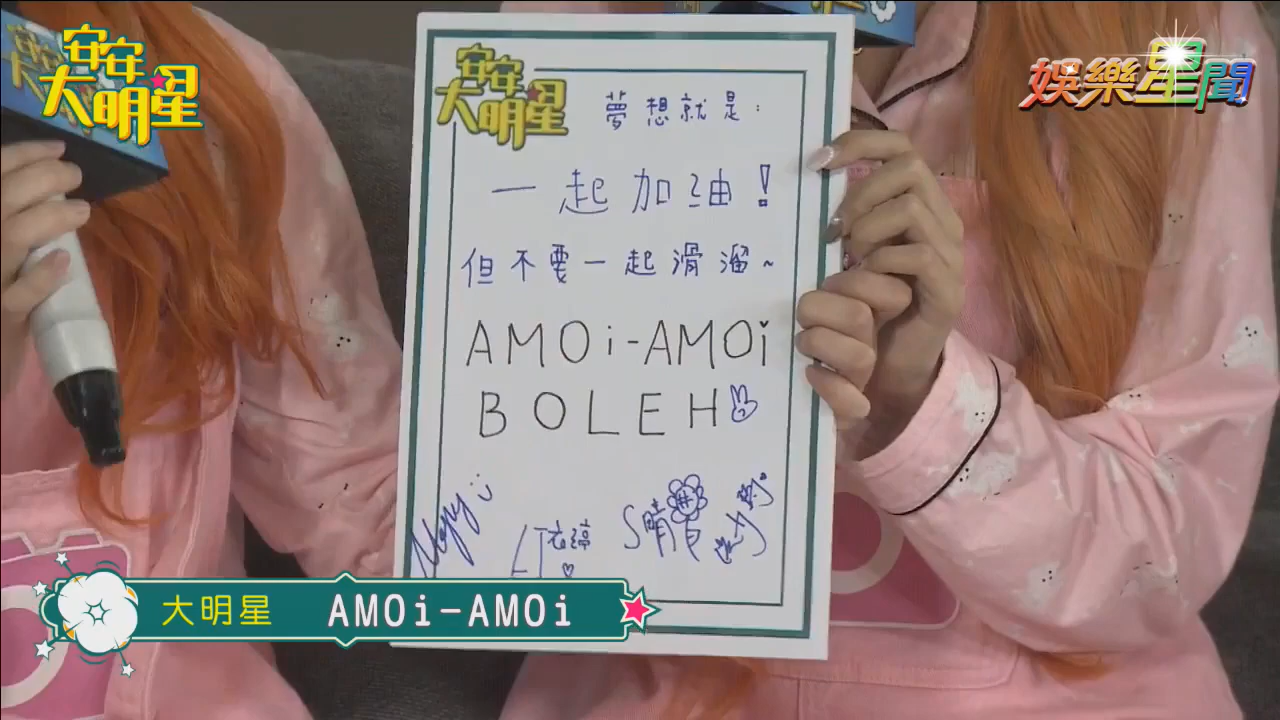 安安
大明星
娛樂星聞
安安
大明星
夢想就是:
一起加油!
但不要一起滑溜~
AMOi-AMOi
BOLEH
大明星 AMOi-AMOi